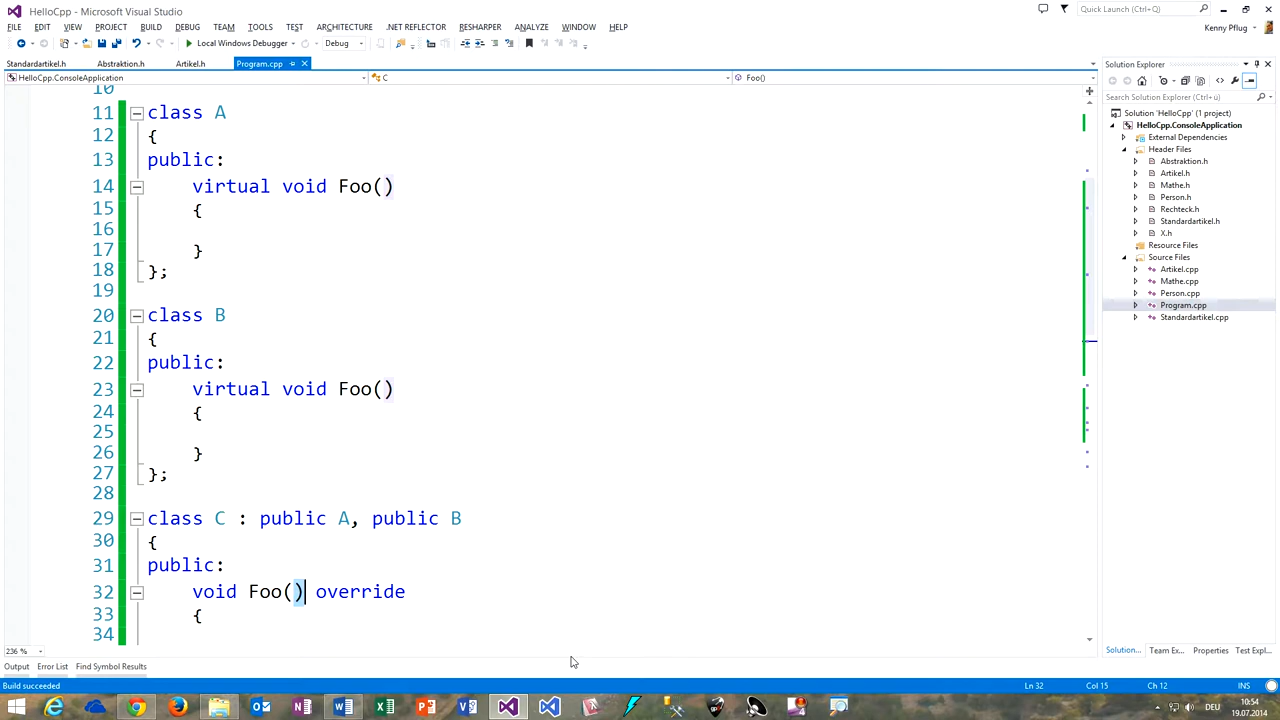 HelloCpp - Microsoft Visual Studio
Quick Launch (Ctrl+Q)
FILE EDIT VIEW PROJECT BUILD DEBUG TEAM TOOLS TEST ARCHITECTURE .NET REFLECTOR RESHARPER ANALYZE WINDOW HELP
Kenny Pflug
Local Windows Debugger
Debug
Standardartikel.h Abstraktion.h Artikel.h Program.cpp
HelloCpp.ConsoleApplication C Foo()
10
11 class A
12 {
13 public:
14 virtual void Foo()
15 {
16
17 }
18 };
19
20 class B
21 {
22 public:
23 virtual void Foo()
24 {
25
26 }
27 };
28
29 class C : public A, public B
30 {
31 public:
32 void Foo() override
33 {
34
236 %
Output Error List Find Symbol Results
Build succeeded
Ln 32 Col 15 Ch 12 INS
Solution Explorer
Search Solution Explorer (Ctrl+ü)
Solution 'HelloCpp' (1 project)
HelloCpp.ConsoleApplication
External Dependencies
Header Files
Abstraktion.h
Artikel.h
Mathe.h
Person.h
Rechteck.h
Standardartikel.h
X.h
Resource Files
Source Files
Artikel.cpp
Mathe.cpp
Person.cpp
Program.cpp
Standardartikel.cpp
Solution... Team Ex... Properties Test Expl...
DEU
10:54
19.07.2014